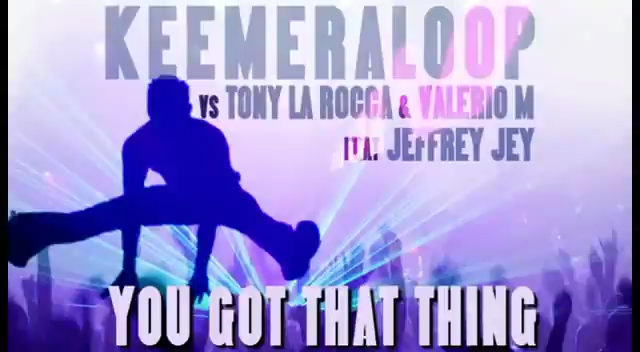 KEEMERALOOP
VS TONY LA ROCCA & VALERIO M
FEAT. JEFFREY JEY
YOU GOT THAT THING